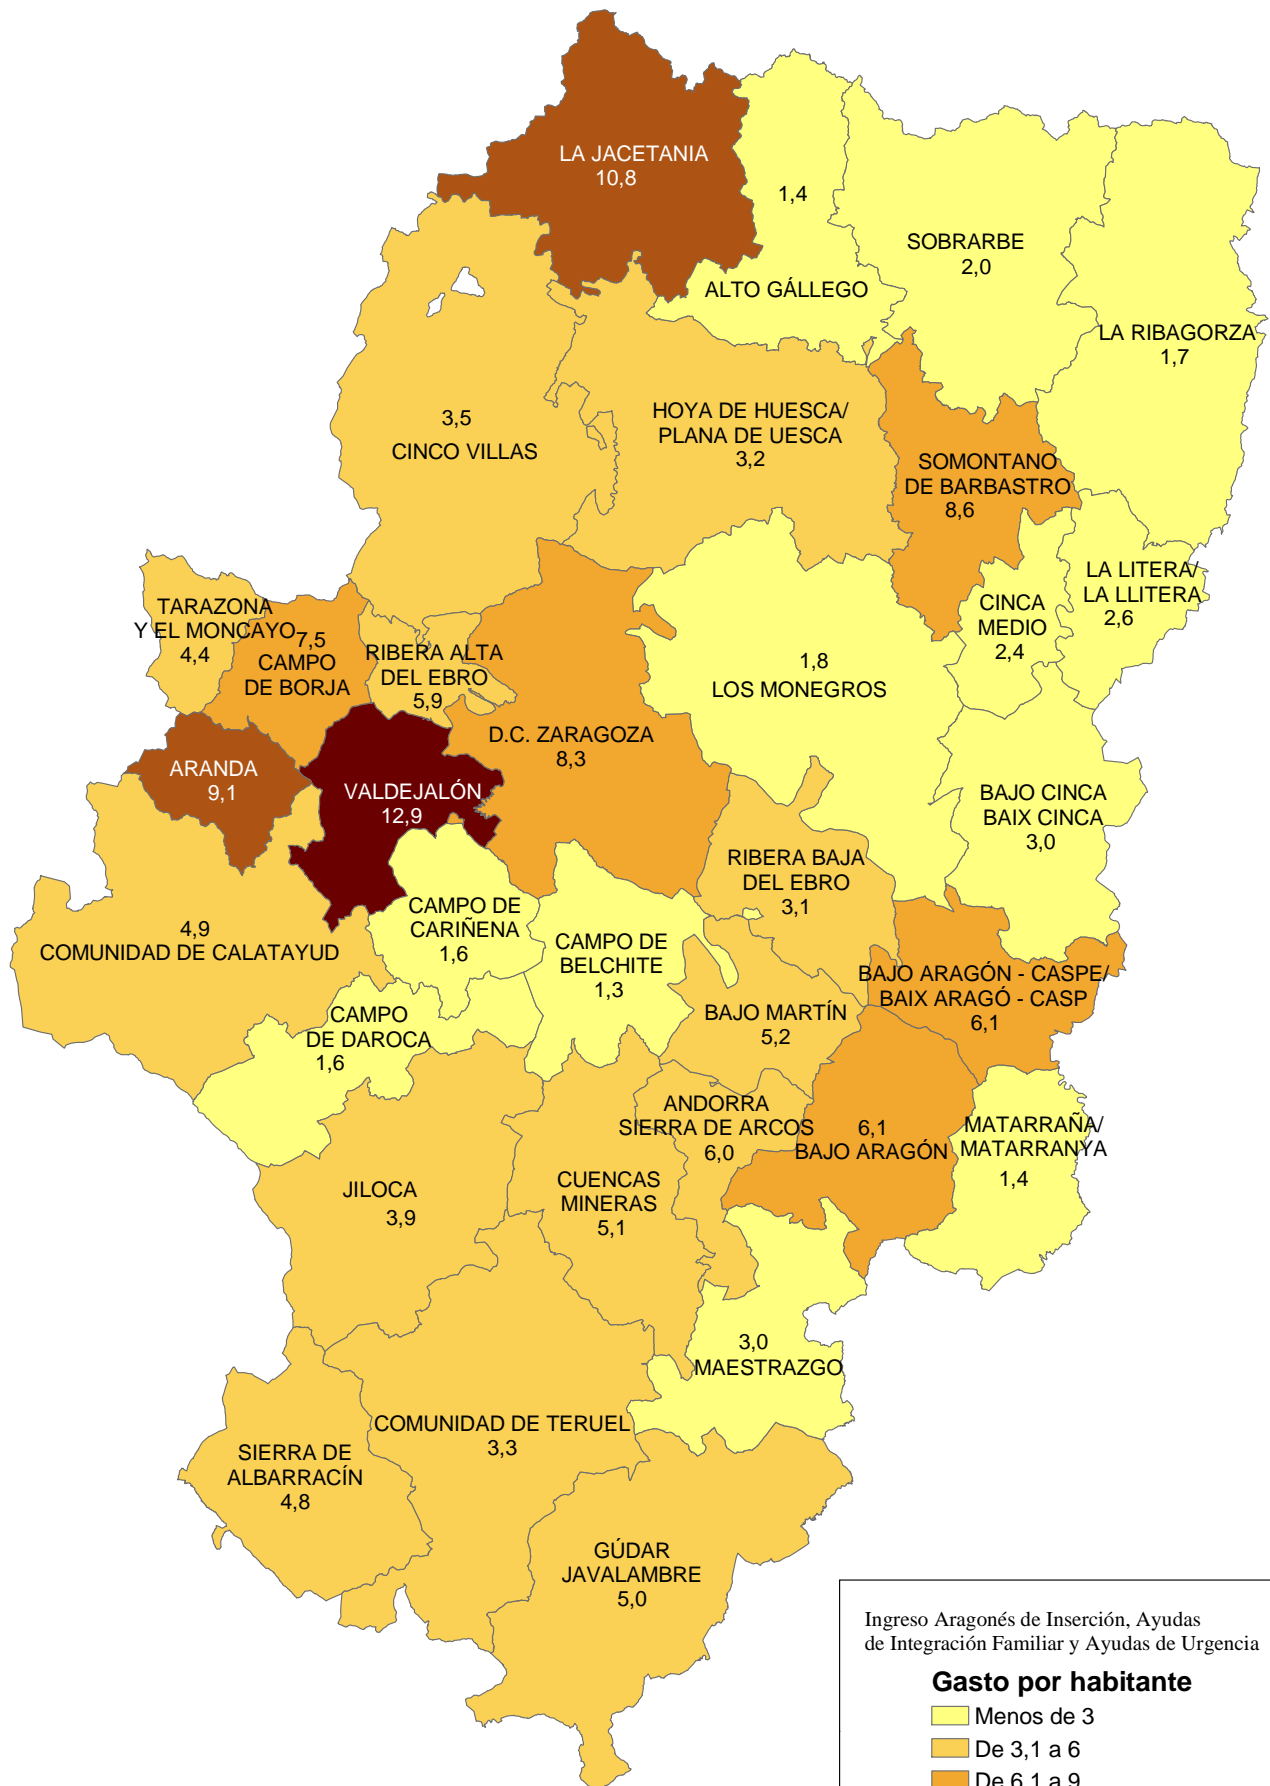 LA JACETANIA
10,8
1,4
ALTO GÁLLEGO
SOBRARBE
2,0
LA RIBAGORZA
1,7
3,5
CINCO VILLAS
HOYA DE HUESCA/
PLANA DE UESCA
3,2
SOMONTANO
DE BARBASTRO
8,6
LA LITERA/
LA LLITERA
2,6
CINCA
MEDIO
2,4
TARAZONA
Y EL MONCAYO
4,4
7,5
CAMPO
DE BORJA
RIBERA ALTA
DEL EBRO
5,9
1,8
LOS MONEGROS
D.C. ZARAGOZA
8,3
ARANDA
9,1
VALDEJALÓN
12,9
BAJO CINCA
BAIX CINCA
3,0
RIBERA BAJA
DEL EBRO
3,1
4,9
COMUNIDAD DE CALATAYUD
CAMPO DE
CARIÑENA
1,6
CAMPO DE
BELCHITE
1,3
BAJO ARAGÓN - CASPE/
BAIX ARAGÓ - CASP
6,1
CAMPO
DE DAROCA
1,6
BAJO MARTÍN
5,2
ANDORRA
SIERRA DE ARCOS
6,0
6,1
BAJO ARAGÓN
MATARRAÑA/
MATARRANYA
1,4
JILOCA
3,9
CUENCAS
MINERAS
5,1
3,0
MAESTRAZGO
COMUNIDAD DE TERUEL
3,3
SIERRA DE
ALBARRACÍN
4,8
GÚDAR
JAVALAMBRE
5,0
Ingreso Aragonés de Inserción, Ayudas
de Integración Familiar y Ayudas de Urgencia
Gasto por habitante
Menos de 3
De 3,1 a 6
De 6,1 a 9